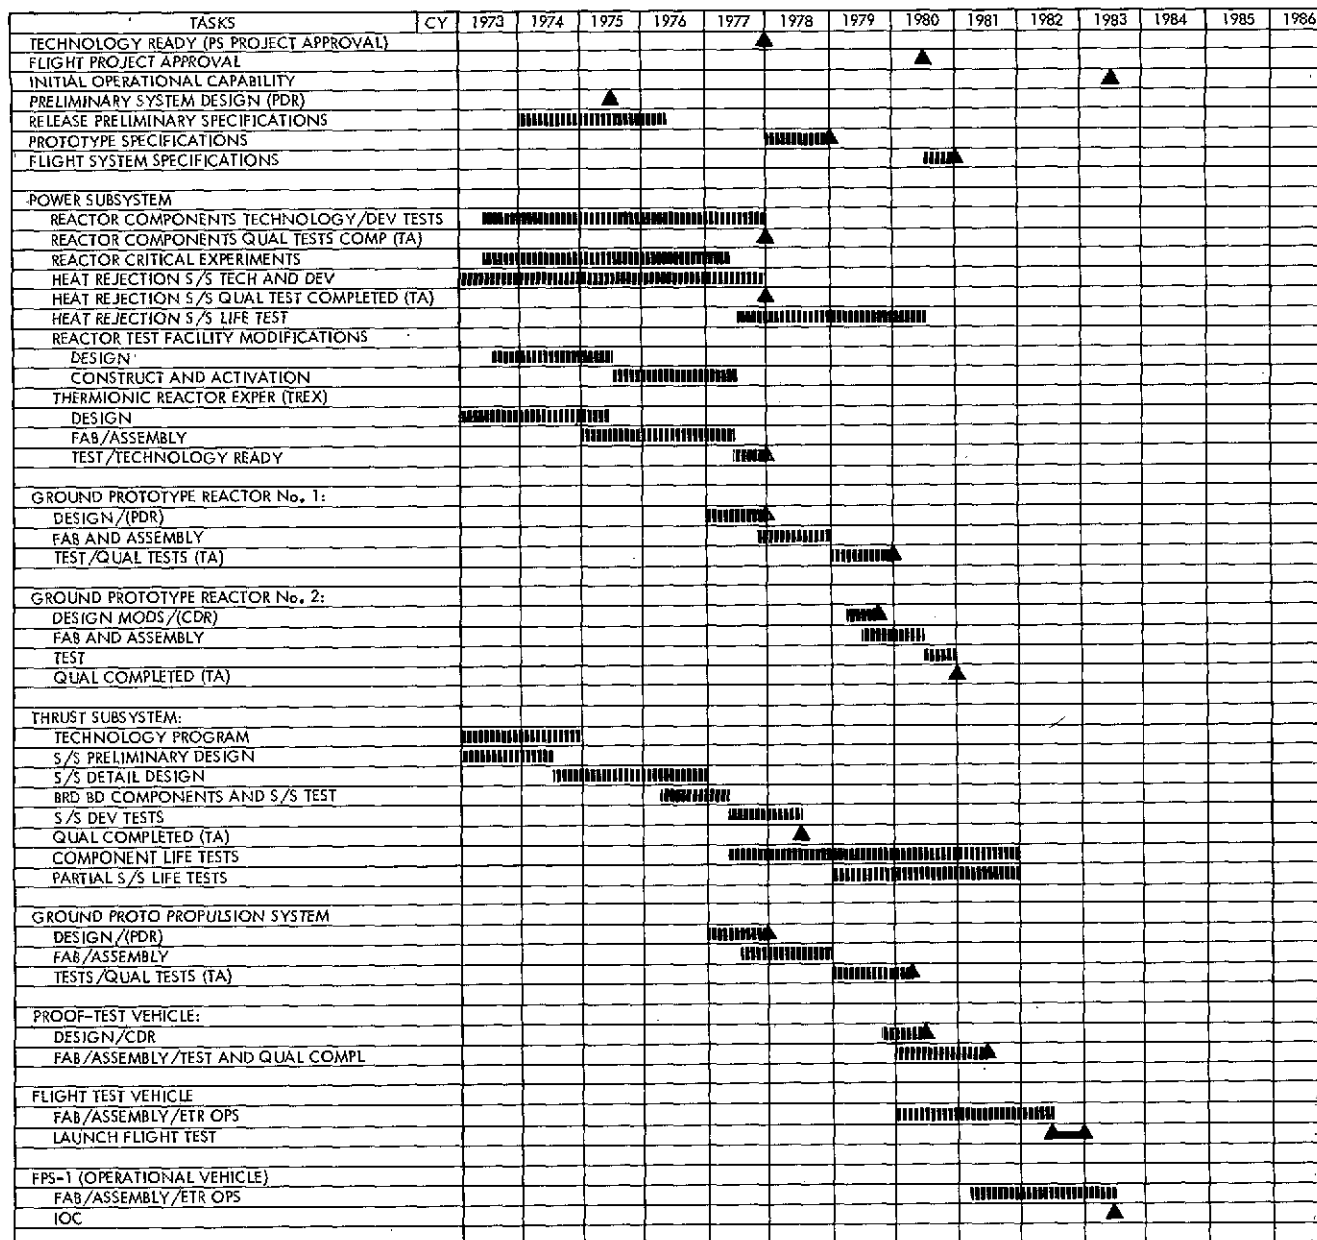 TASKS CY 1973 1974 1975 1976 1977 1978 1979 1980 1981 1982 1983 1984 1985 1986
TECHNOLOGY READY (PS PROJECT APPROVAL)
FLIGHT PROJECT APPROVAL
INITIAL OPERATIONAL CAPABILITY
PRELIMINARY SYSTEM DESIGN (PDR)
RELEASE PRELIMINARY SPECIFICATIONS
PROTOTYPE SPECIFICATIONS
FLIGHT SYSTEM SPECIFICATIONS
POWER SUBSYSTEM
REACTOR COMPONENTS TECHNOLOGY/DEV TESTS
REACTOR COMPONENTS QUAL TESTS COMP (TA)
REACTOR CRITICAL EXPERIMENTS
HEAT REJECTION S/S TECH AND DEV
HEAT REJECTION S/S QUAL TEST COMPLETED (TA)
HEAT REJECTION S/S LIFE TEST
REACTOR TEST FACILITY MODIFICATIONS
DESIGN
CONSTRUCT AND ACTIVATION
THERMIONIC REACTOR EXPER (TREX)
DESIGN
FAB/ASSEMBLY
TEST/TECHNOLOGY READY
GROUND PROTOTYPE REACTOR No. 1:
DESIGN/(PDR)
FAB AND ASSEMBLY
TEST/QUAL TESTS (TA)
GROUND PROTOTYPE REACTOR No. 2:
DESIGN MODS/(CDR)
FAB AND ASSEMBLY
TEST
QUAL COMPLETED (TA)
THRUST SUBSYSTEM:
TECHNOLOGY PROGRAM
S/S PRELIMINARY DESIGN
S/S DETAIL DESIGN
BRD BD COMPONENTS AND S/S TEST
S/S DEV TESTS
QUAL COMPLETED (TA)
COMPONENT LIFE TESTS
PARTIAL S/S LIFE TESTS
GROUND PROTO PROPULSION SYSTEM
DESIGN/(PDR)
FAB/ASSEMBLY
TESTS/QUAL TESTS (TA)
PROOF-TEST VEHICLE:
DESIGN/CDR
FAB/ASSEMBLY/TEST AND QUAL COMPL
FLIGHT TEST VEHICLE
FAB/ASSEMBLY/ETR OPS
LAUNCH FLIGHT TEST
FPS-1 (OPERATIONAL VEHICLE)
FAB/ASSEMBLY/ETR OPS
IOC